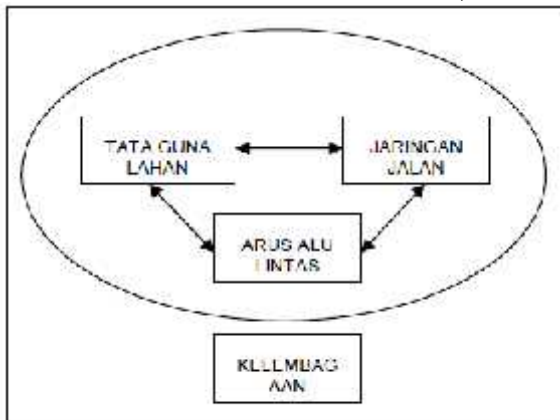 TATA GUNA
LAHAN
JARINGAN
JALAN
ARUS ALU
LINTAS
KELEMBAG
AAN